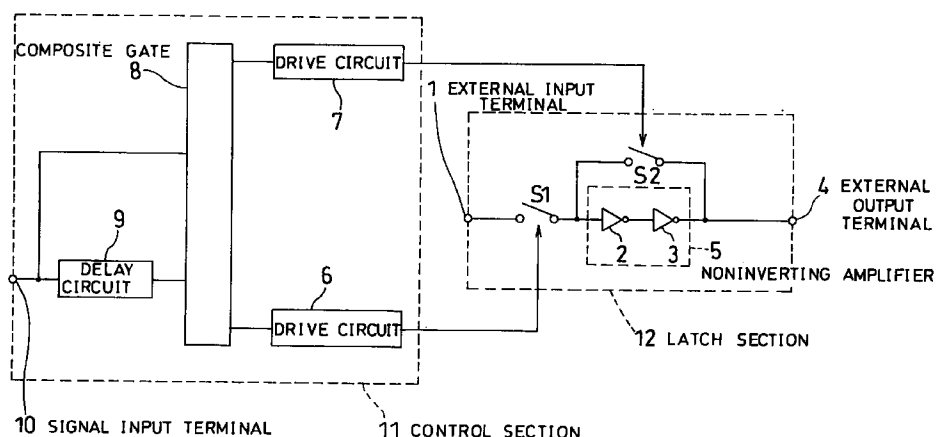 COMPOSITE GATE
8
DRIVE CIRCUIT
7
1 EXTERNAL INPUT
TERMINAL
S2
S1
4 EXTERNAL
OUTPUT
TERMINAL
2
3
5
NONINVERTING AMPLIFIER
9
DELAY
CIRCUIT
6
DRIVE CIRCUIT
12 LATCH SECTION
10 SIGNAL INPUT TERMINAL
11 CONTROL SECTION